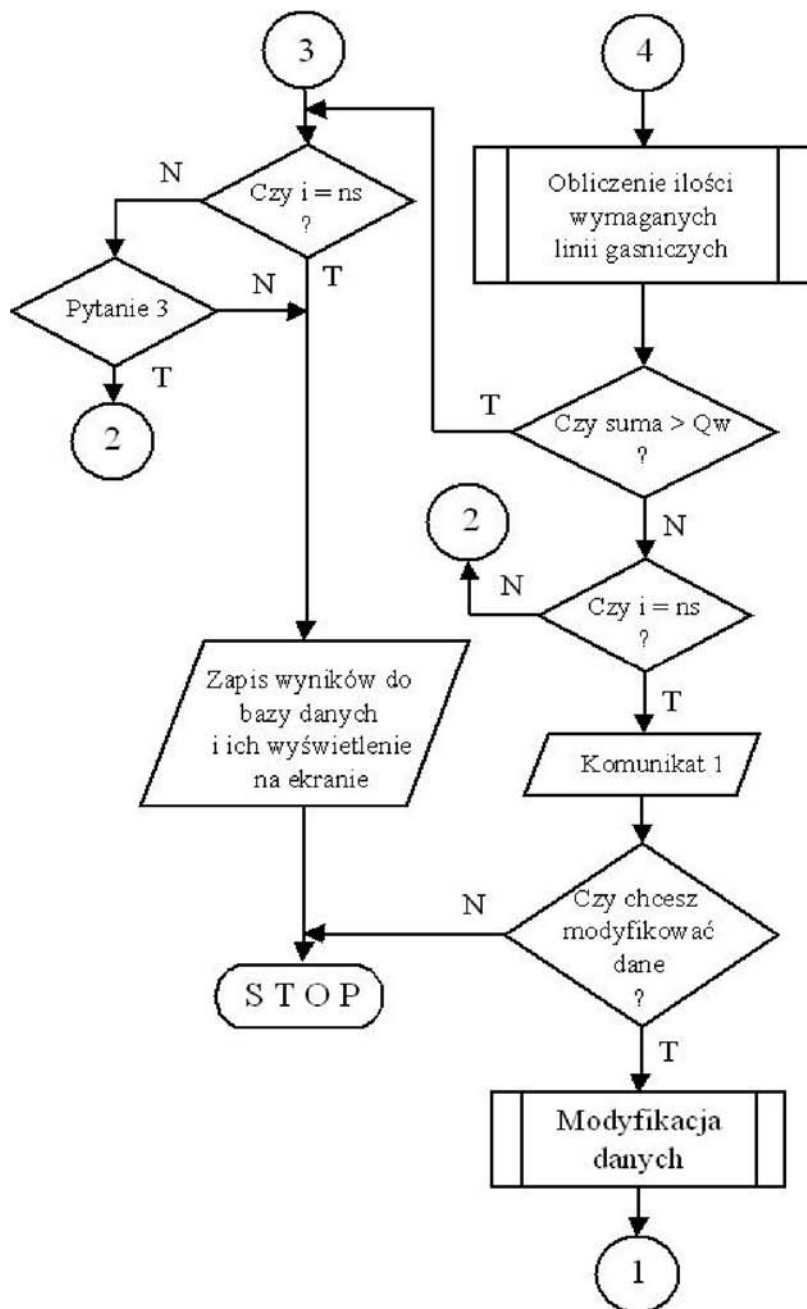 3
4
N
Czy i = ns
?
T
Pytanie 3
N
T
2
Obliczenie ilości
wymaganych
linii gasniczych
T
Czy suma > Qw
?
N
2
N
Czy i = ns
?
T
Zapis wyników do
bazy danych
i ich wyświetlenie
na ekranie
Komunikat 1
N
Czy chcesz
modyfikować
dane
?
T
S T O P
Modyfikacja
danych
1